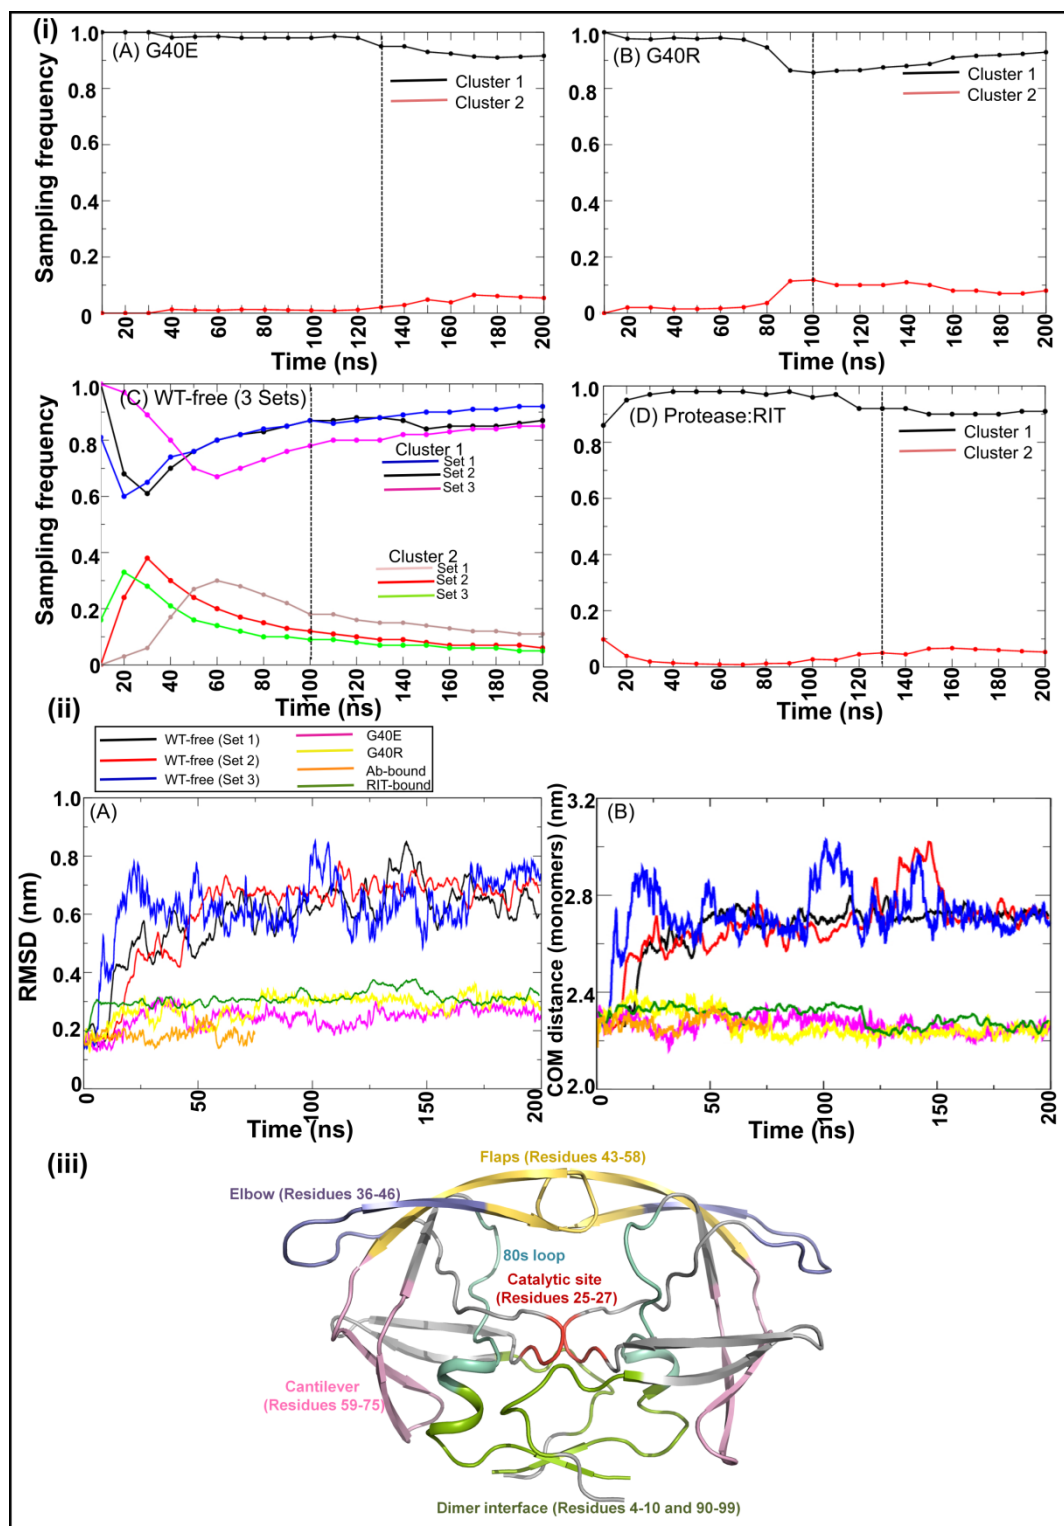 (i)
(A) G40E
Cluster 1
Cluster 2
Sampling frequency
1.0
0.8
0.6
0.4
0.2
0
20 40 60 80 100 120 140 160 180 200
Time (ns)
(B) G40R
Cluster 1
Cluster 2
1.0
0.8
0.6
0.4
0.2
0
20 40 60 80 100 120 140 160 180 200
Time (ns)
(C) WT-free (3 Sets)
Cluster 1
Set 1
Set 2
Set 3
Cluster 2
Set 1
Set 2
Set 3
Sampling frequency
1.0
0.8
0.6
0.4
0.2
0
20 40 60 80 100 120 140 160 180 200
Time (ns)
(D) Protease:RIT
Cluster 1
Cluster 2
1.0
0.8
0.6
0.4
0.2
0
20 40 60 80 100 120 140 160 180 200
Time (ns)
(ii)
WT-free (Set 1)
WT-free (Set 2)
WT-free (Set 3)
G40E
G40R
Ab-bound
RIT-bound
(A)
RMSD (nm)
1.0
0.8
0.6
0.4
0.2
0
0 50 100 150 200
Time (ns)
(B)
COM distance (monomers) (nm)
3.2
2.8
2.4
2.0
0 50 100 150 200
Time (ns)
(iii)
Flaps (Residues 43-58)
Elbow (Residues 36-46)
80s loop
Catalytic site
(Residues 25-27)
Cantilever
(Residues 59-75)
Dimer interface (Residues 4-10 and 90-99)